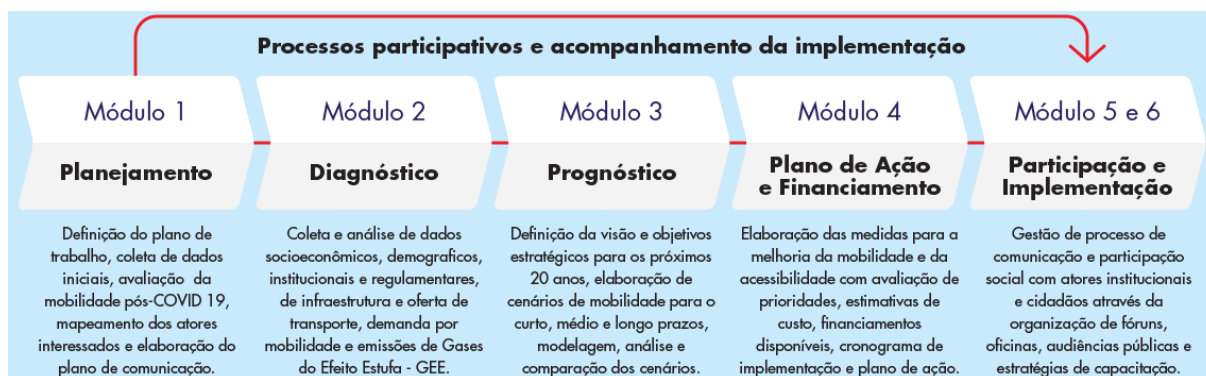 Processos participativos e acompanhamento da implementação
Módulo 1
Planejamento
Definição do plano de
trabalho, coleta de dados
iniciais, avaliação da
mobilidade pós-COVID 19,
mapeamento dos atores
interessados e elaboração do
plano de comunicação.
Módulo 2
Diagnóstico
Coleta e análise de dados
socioeconômicos, demograficos,
institucionais e regulamentares,
de infraestrutura e oferta de
transporte, demanda por
mobilidade e emissões de Gases
do Efeito Estufa - GEE.
Módulo 3
Prognóstico
Definição da visão e objetivos
estratégicos para os próximos
20 anos, elaboração de
cenários de mobilidade para o
curto, médio e longo prazos,
modelagem, análise e
comparação dos cenários.
Módulo 4
Plano de Ação
e Financiamento
Elaboração das medidas para a
melhoria da mobilidade e da
acessibilidade com avaliação de
prioridades, estimativas de
custo, financiamentos
disponíveis, cronograma de
implementação e plano de ação.
Módulo 5 e 6
Participação e
Implementação
Gestão de processo de
comunicação e participação
social com atores institucionais
e cidadãos através da
organização de fóruns,
oficinas, audiências públicas e
estratégias de capacitação.